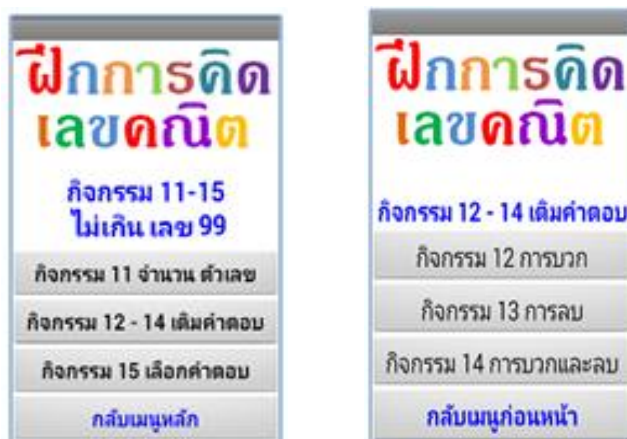 ฝึกการคิด
เลขคณิต
กิจกรรม 11-15
ไม่เกิน เลข 99
กิจกรรม 11 จำนวน ตัวเลข
กิจกรรม 12 - 14 เติมคำตอบ
กิจกรรม 15 เลือกคำตอบ
กลับเมนูหลัก
ฝึกการคิด
เลขคณิต
กิจกรรม 12 - 14 เติมคำตอบ
กิจกรรม 12 การบวก
กิจกรรม 13 การลบ
กิจกรรม 14 การบวกและลบ
กลับเมนูก่อนหน้า